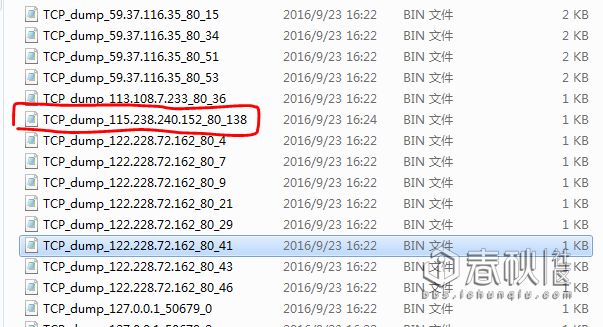 TCP_dump_59.37.116.35_80_15 2016/9/23 16:22 BIN 文件 2 KB
TCP_dump_59.37.116.35_80_34 2016/9/23 16:22 BIN 文件 2 KB
TCP_dump_59.37.116.35_80_51 2016/9/23 16:22 BIN 文件 2 KB
TCP_dump_59.37.116.35_80_53 2016/9/23 16:22 BIN 文件 2 KB
TCP_dump_113.108.7.233_80_36 2016/9/23 16:22 BIN 文件 1 KB
TCP_dump_115.238.240.152_80_138 2016/9/23 16:24 BIN 文件 1 KB
TCP_dump_122.228.72.162_80_4 2016/9/23 16:22 BIN 文件 1 KB
TCP_dump_122.228.72.162_80_7 2016/9/23 16:22 BIN 文件 1 KB
TCP_dump_122.228.72.162_80_9 2016/9/23 16:22 BIN 文件 1 KB
TCP_dump_122.228.72.162_80_21 2016/9/23 16:22 BIN 文件 1 KB
TCP_dump_122.228.72.162_80_29 2016/9/23 16:22 BIN 文件 1 KB
TCP_dump_122.228.72.162_80_41 2016/9/23 16:22 BIN 文件 1 KB
TCP_dump_122.228.72.162_80_43 2016/9/23 16:22 BIN 文件
TCP_dump_122.228.72.162_80_46 2016/9/23 16:22 BIN 文件
TCP_dump_127.0.0.1_50679_0 2016/9/23 16:22 BIN 文件 1 KB
春秋社区
bbs.ichunqiu.com